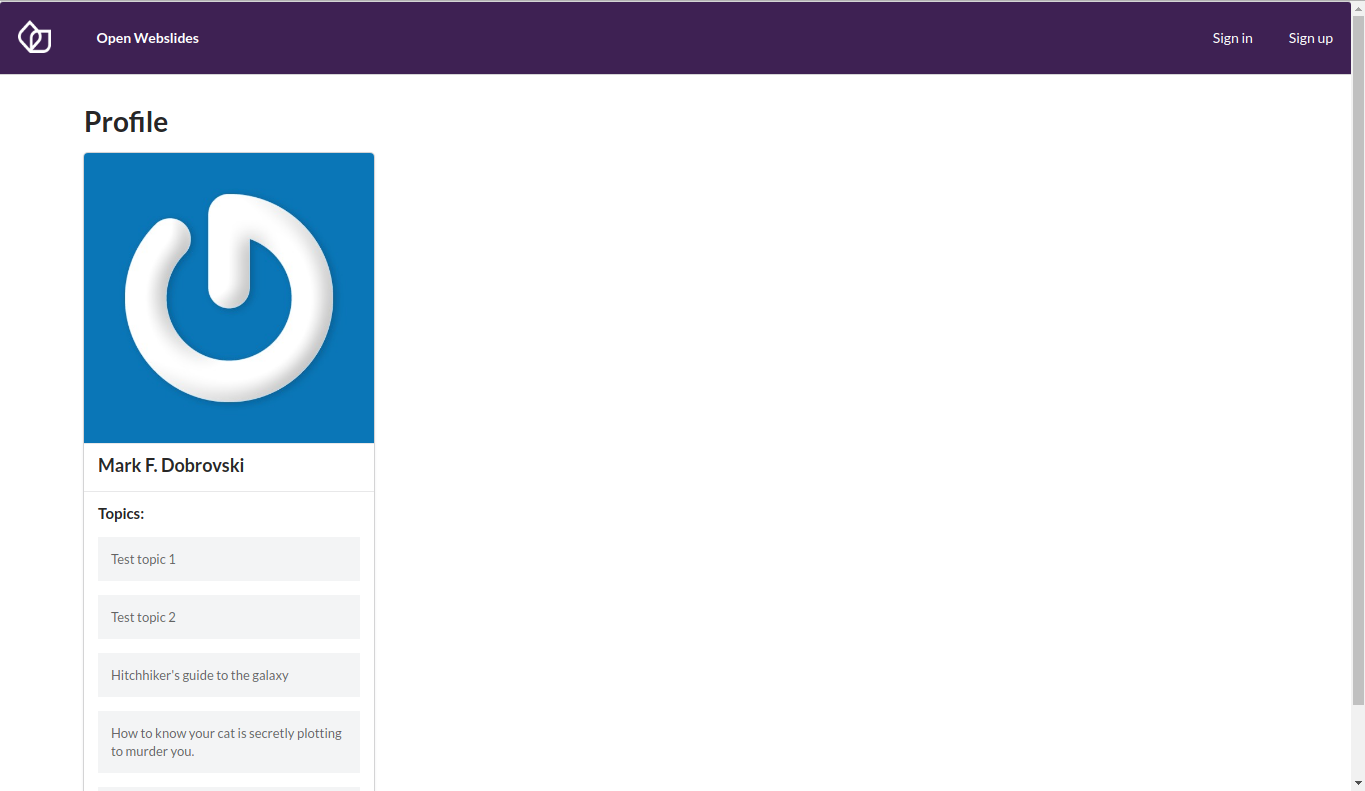 Open Webslides
Sign in
Sign up
Profile
Mark F. Dobrovski
Topics:
Test topic 1
Test topic 2
Hitchhiker's guide to the galaxy
How to know your cat is secretly plotting
to murder you.